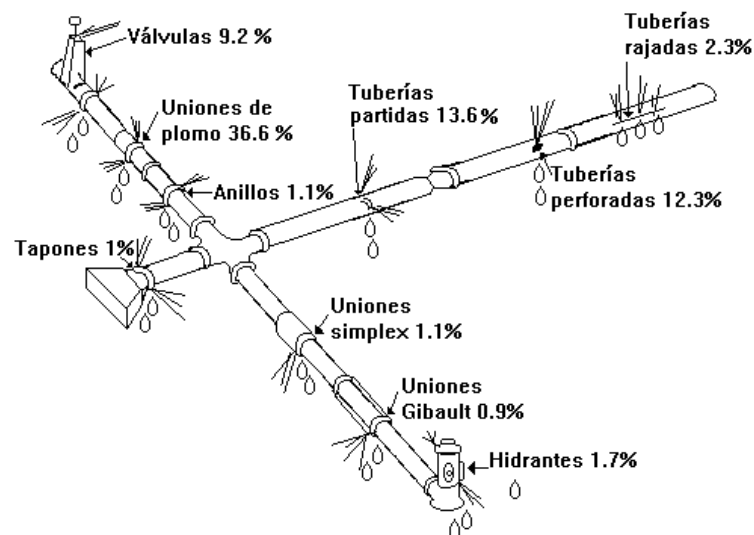 Válvulas 9.2 %
Tuberías
rajadas 2.3%
Tuberías
partidas 13.6%
Uniones de
plomo 36.6 %
Tuberías
perforadas 12.3%
Anillos 1.1%
Tapones 1%
Uniones
simplex 1.1%
Uniones
Gibault 0.9%
Hidrantes 1.7%